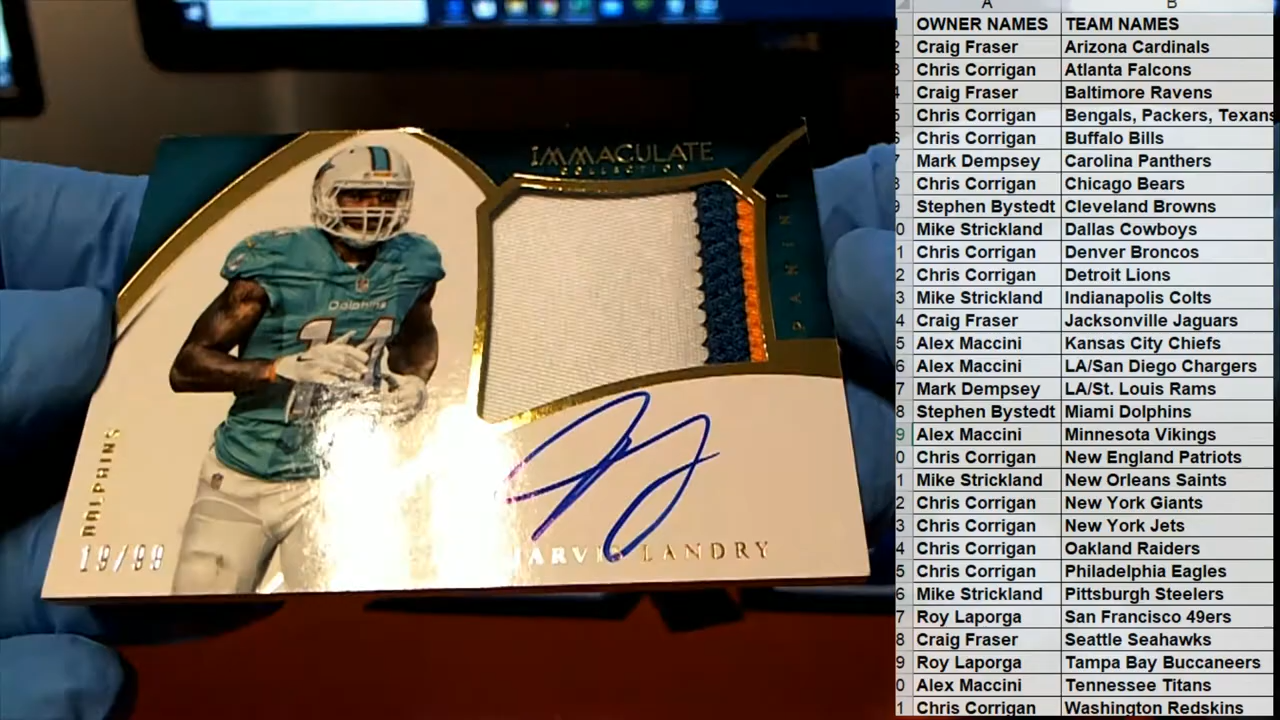 IMMACULATE
COLLECTION
PANINI
Dolphins
14
DOLPHINS
19/99
JARVIS LANDRY
A B
OWNER NAMES TEAM NAMES
Craig Fraser Arizona Cardinals
Chris Corrigan Atlanta Falcons
Craig Fraser Baltimore Ravens
Chris Corrigan Bengals, Packers, Texans
Chris Corrigan Buffalo Bills
Mark Dempsey Carolina Panthers
Chris Corrigan Chicago Bears
Stephen Bystedt Cleveland Browns
Mike Strickland Dallas Cowboys
Chris Corrigan Denver Broncos
Chris Corrigan Detroit Lions
Mike Strickland Indianapolis Colts
Craig Fraser Jacksonville Jaguars
Alex Maccini Kansas City Chiefs
Alex Maccini LA/San Diego Chargers
Mark Dempsey LA/St. Louis Rams
Stephen Bystedt Miami Dolphins
Alex Maccini Minnesota Vikings
Chris Corrigan New England Patriots
Mike Strickland New Orleans Saints
Chris Corrigan New York Giants
Chris Corrigan New York Jets
Chris Corrigan Oakland Raiders
Chris Corrigan Philadelphia Eagles
Mike Strickland Pittsburgh Steelers
Roy Laporga San Francisco 49ers
Craig Fraser Seattle Seahawks
Roy Laporga Tampa Bay Buccaneers
Alex Maccini Tennessee Titans
Chris Corrigan Washington Redskins